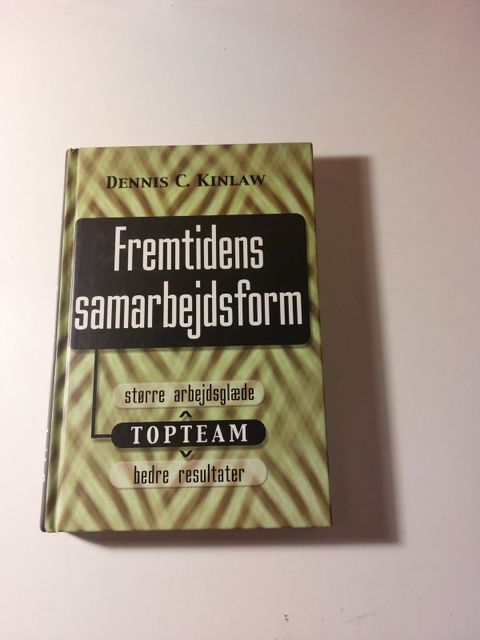 DENNIS C. KINLAW
Fremtidens
samarbejdsform
større arbejdsglæde
TOPTEAM
bedre resultater